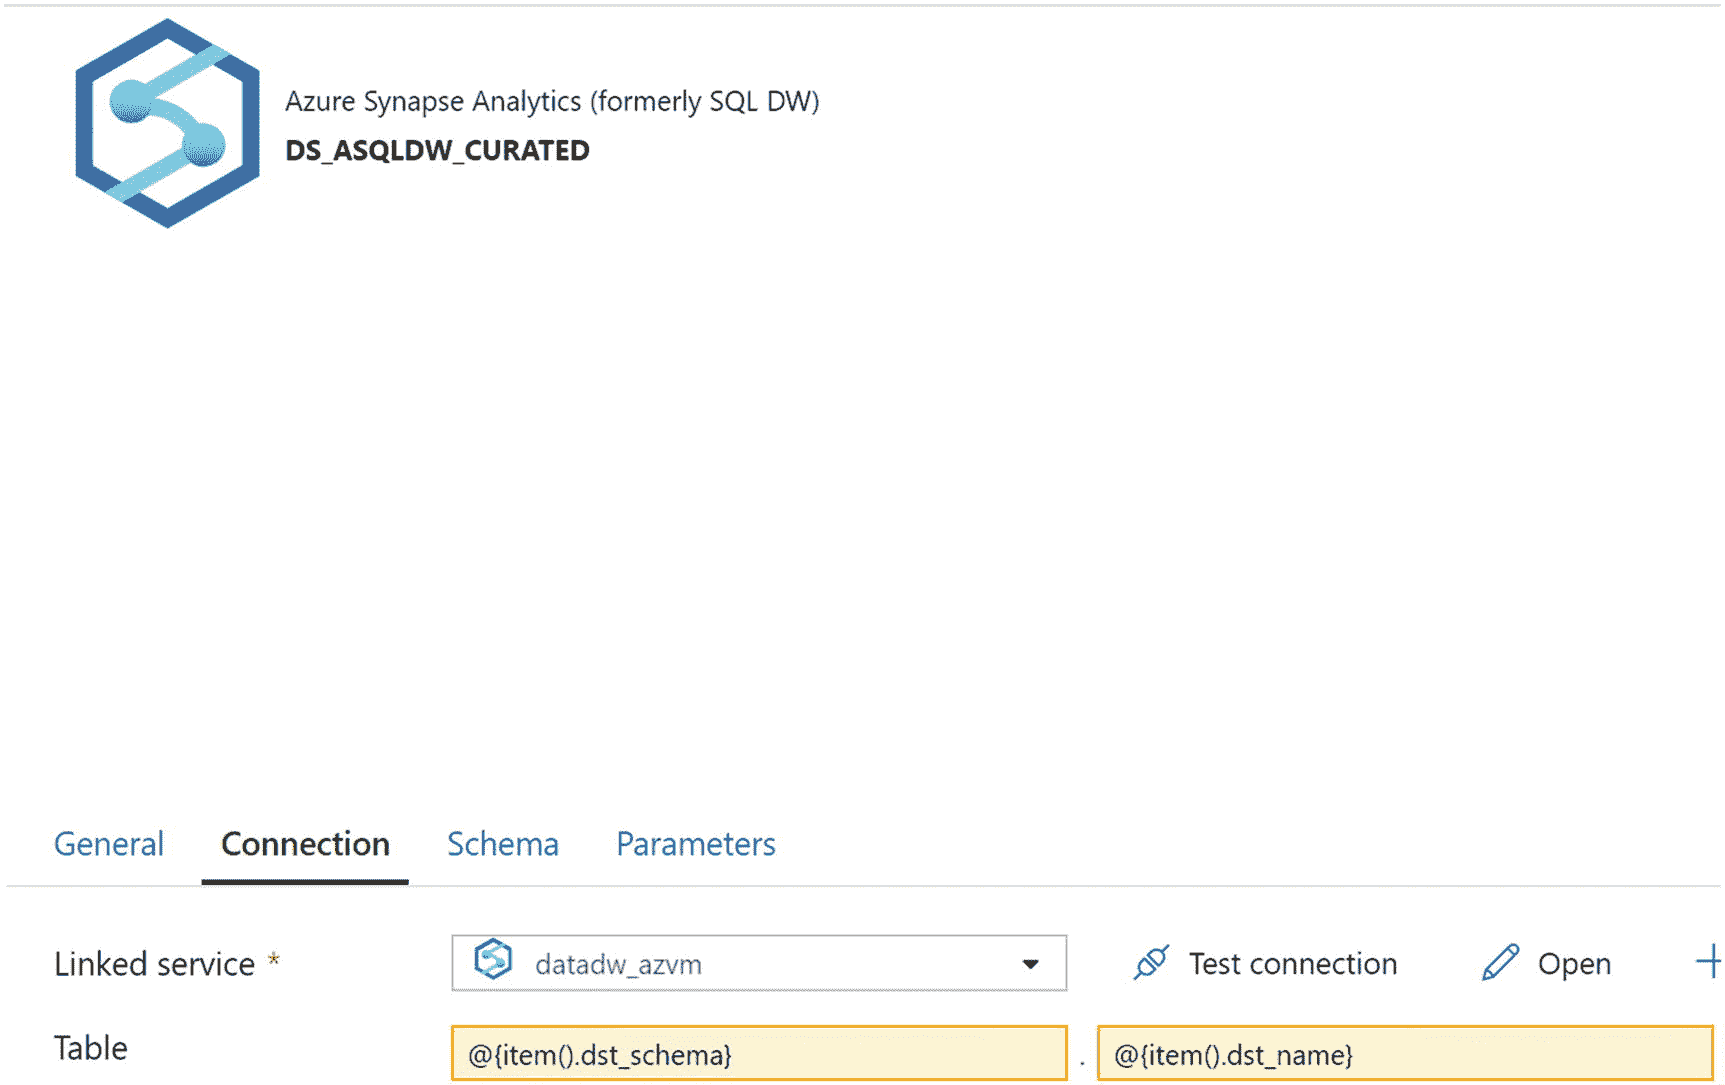 Azure Synapse Analytics (formerly SQL DW)
DS_ASQLDW_CURATED
General Connection Schema Parameters
Linked service * datadw_azvm Test connection Open
Table @{item().dst_schema} . @{item().dst_name}